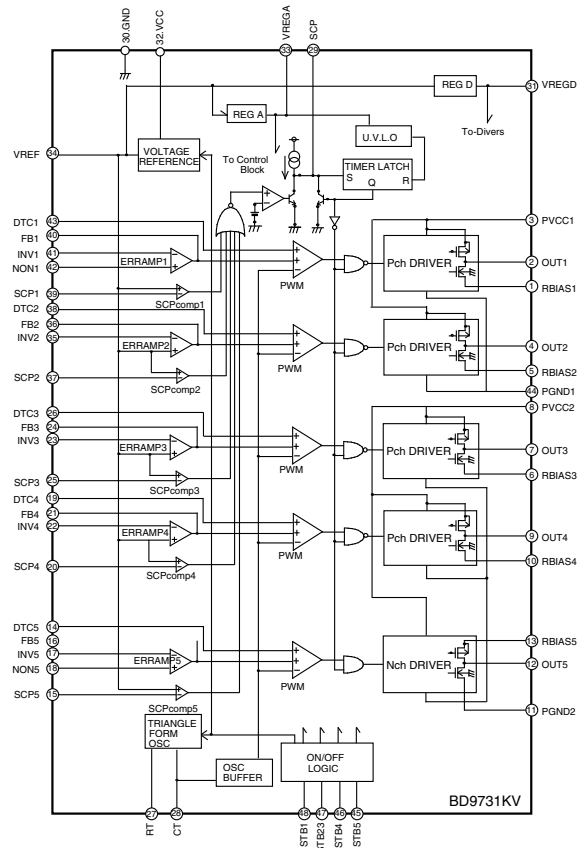 30.GND
32.VCC
VREGA
33
SCP
29
REG D
31
VREGD
REG A
To-Divers
U.V.L.O
VREF
34
VOLTAGE
REFERENCE
To Control
Block
TIMER LATCH
S
Q
R
DTC1
43
FB1
40
INV1
41
NON1
42
ERRAMP1
SCP1
39
SCPcomp1
PWM
Pch DRIVER
3
PVCC1
2
OUT1
1
RBIAS1
DTC2
38
FB2
36
INV2
35
ERRAMP2
SCP2
37
SCPcomp2
PWM
Pch DRIVER
4
OUT2
5
RBIAS2
44
PGND1
8
PVCC2
DTC3
26
FB3
24
INV3
23
ERRAMP3
SCP3
25
SCPcomp3
PWM
Pch DRIVER
7
OUT3
6
RBIAS3
DTC4
19
FB4
21
INV4
22
ERRAMP4
SCP4
20
SCPcomp4
PWM
Pch DRIVER
9
OUT4
10
RBIAS4
DTC5
14
FB5
16
INV5
17
NON5
18
ERRAMP5
SCP5
15
SCPcomp5
PWM
Nch DRIVER
13
RBIAS5
12
OUT5
11
PGND2
TRIANGLE
FORM
OSC
OSC
BUFFER
ON/OFF
LOGIC
BD9731KV
27
RT
28
CT
48
STB1
47
STB23
46
STB4
45
STB5